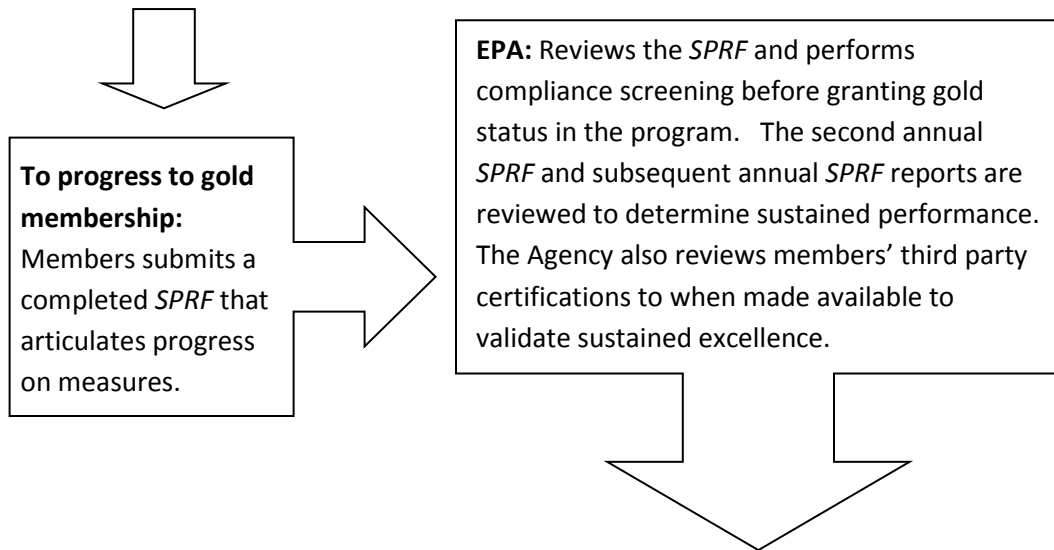 To progress to gold
membership:
Members submits a
completed SPRF that
articulates progress
on measures.
EPA: Reviews the SPRF and performs
compliance screening before granting gold
status in the program.   The second annual
SPRF and subsequent annual SPRF reports are
reviewed to determine sustained performance.
The Agency also reviews members’ third party
certifications to when made available to
validate sustained excellence.